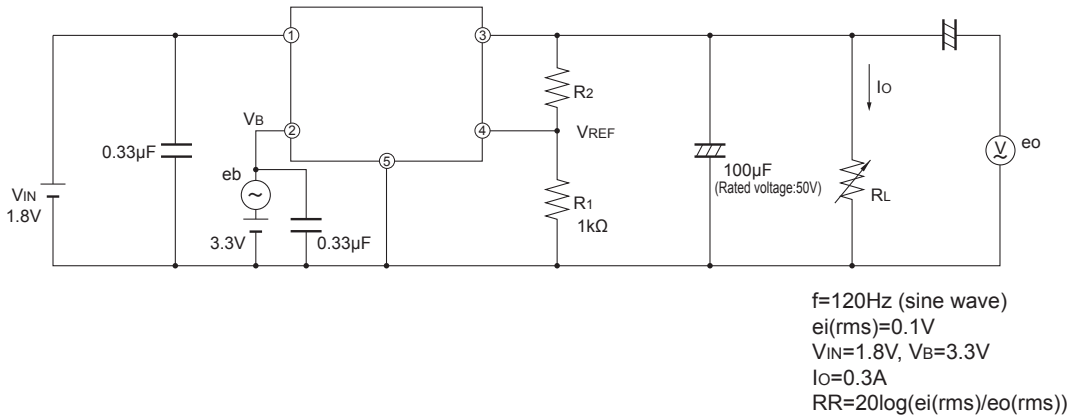 1
3
R2
IO
VB
2
4
VREF
0.33µF
5
eb
V
eo
100µF
(Rated voltage:50V)
RL
VIN
1.8V
R1
1kΩ
3.3V
0.33µF
f=120Hz (sine wave)
ei(rms)=0.1V
VIN=1.8V, VB=3.3V
IO=0.3A
RR=20log(ei(rms)/eo(rms))